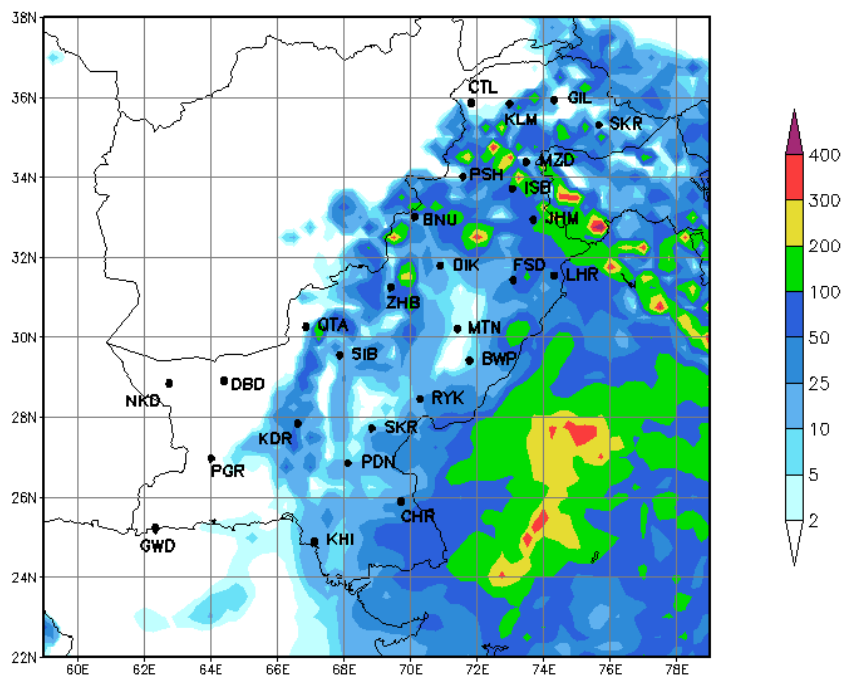 38N
36N
34N
32N
30N
28N
26N
24N
22N
CTL
KLM
GIL
SKR
PSH
MZD
ISB
BNU
JHM
DIK
FSD
LHR
ZHB
QTA
SIB
MTN
BWP
NKD
DBD
RYK
KDR
SKR
PDN
PGR
CHR
GWD
KHI
60E 62E 64E 66E 68E 70E 72E 74E 76E 78E
400
300
200
100
50
25
10
5
2